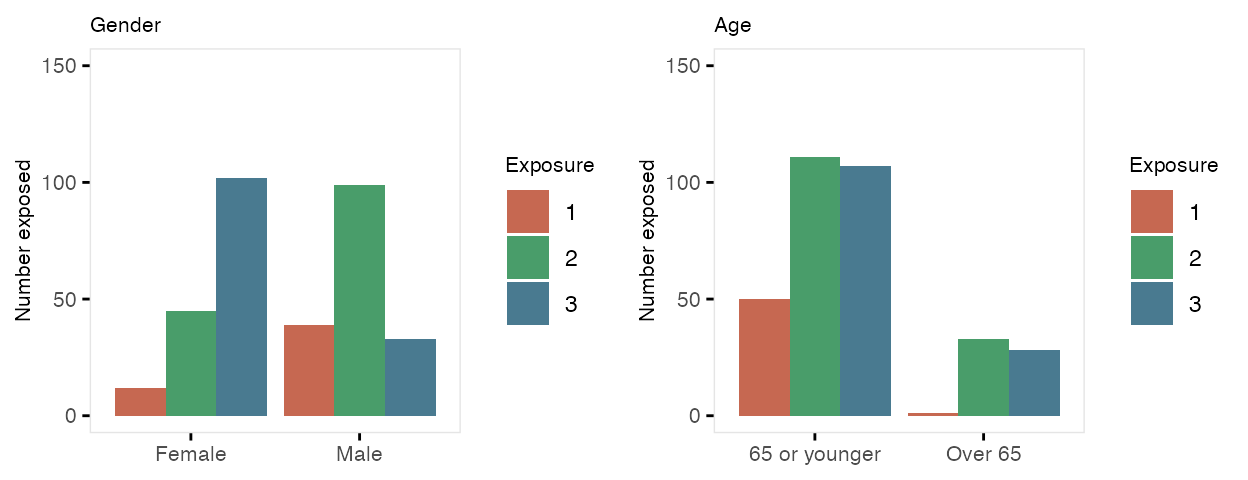 Gender
150
100
50
0
Number exposed
Female Male
Exposure
1
2
3
Age
150
100
50
0
Number exposed
65 or younger Over 65
Exposure
1
2
3